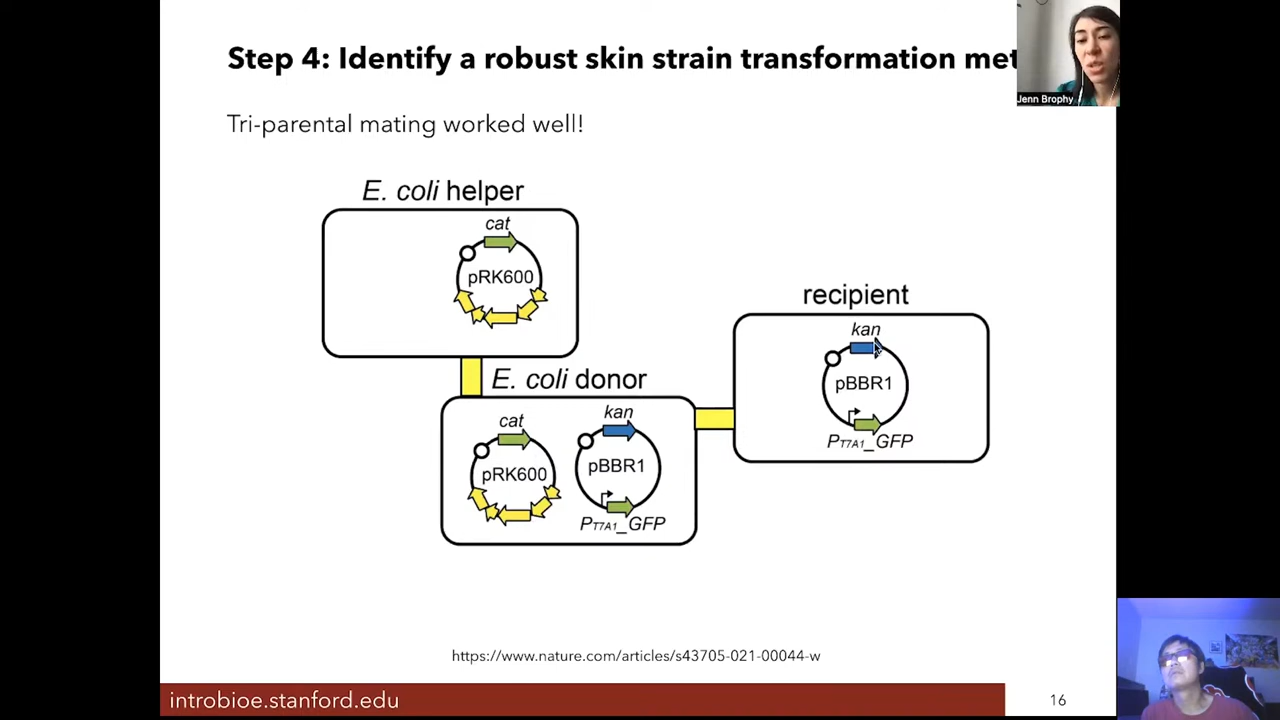 Step 4: Identify a robust skin strain transformation met
Jenn Brophy
Tri-parental mating worked well!
E. coli helper
cat
pRK600
recipient
kan
pBBR1
PT7A1_GFP
E. coli donor
cat
kan
pRK600
pBBR1
PT7A1_GFP
https://www.nature.com/articles/s43705-021-00044-w
introbioe.stanford.edu
16